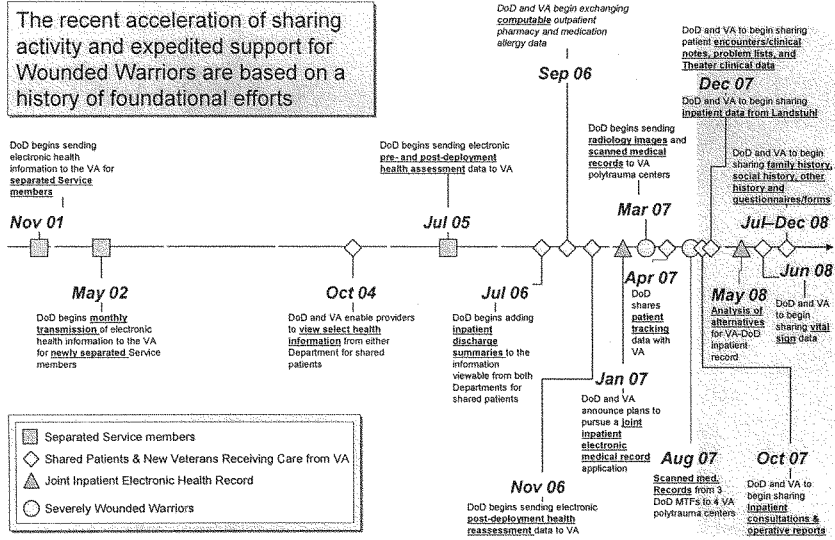 The recent acceleration of sharing
activity and expedited support for
Wounded Warriors are based on a
history of foundational efforts
DoD and VA begin exchanging
computable outpatient
pharmacy and medication
allergy data
Sep 06
DoD and VA to begin sharing
patient encounters/clinical
notes, problem lists, and
Theater clinical data
Dec 07
DoD and VA to begin sharing
inpatient data from Landstuhl
DoD begins sending
electronic health
information to the VA for
separated Service
members
Nov 01
DoD begins sending electronic
pre- and post-deployment
health assessment data to VA
Jul 05
DoD begins sending
radiology images and
scanned medical
records to VA
polytrauma centers
Mar 07
DoD and VA to begin
sharing family history,
social history, other
history and
questionnaires/forms
Jul–Dec 08
May 02
DoD begins monthly
transmission of electronic
health information to the VA
for newly separated Service
members
Oct 04
DoD and VA enable providers
to view select health
information from either
Department for shared
patients
Jul 06
DoD begins adding
inpatient
discharge
summaries to the
information
viewable from both
Departments for
shared patients
Apr 07
DoD
shares
patient
tracking
data with
VA
May 08
Analysis of
alternatives
for VA-DoD
inpatient
record
Jun 08
DoD and VA
to begin
sharing vital
sign data
Jan 07
DoD and VA
announce plans to
pursue a joint
inpatient
electronic
medical record
application
Nov 06
DoD begins sending electronic
post-deployment health
reassessment data to VA
Aug 07
Scanned med.
Records from 3
DoD MTFs to 4 VA
polytrauma centers
Oct 07
DoD and VA to
begin sharing
Inpatient
consultations &
operative reports
Separated Service members
Shared Patients & New Veterans Receiving Care from VA
Joint Inpatient Electronic Health Record
Severely Wounded Warriors